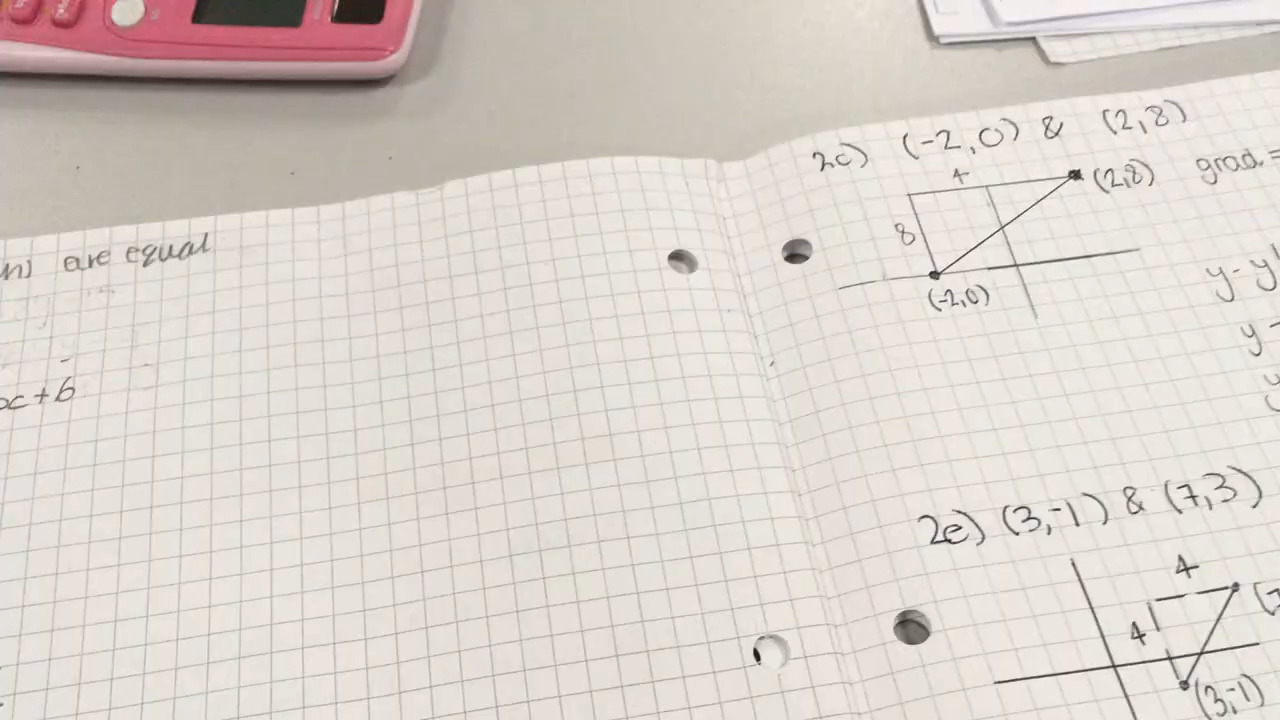 are equal
+6
2c) (-2,0) & (2,8)
4
(2,8) grad. =
8
(-2,0)
y-y
y-
2e) (3,-1) & (7,3)
4
4
(3,-1)